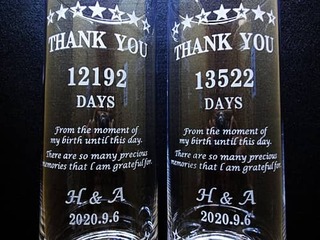 THANK YOU
12192
DAYS
From the moment of
my birth until this day.
There are so many precious
memories that I am grateful for.
H & A
2020.9.6
THANK YOU
13522
DAYS
From the moment of
my birth until this day.
There are so many precious
memories that I am grateful for.
H & A
2020.9.6